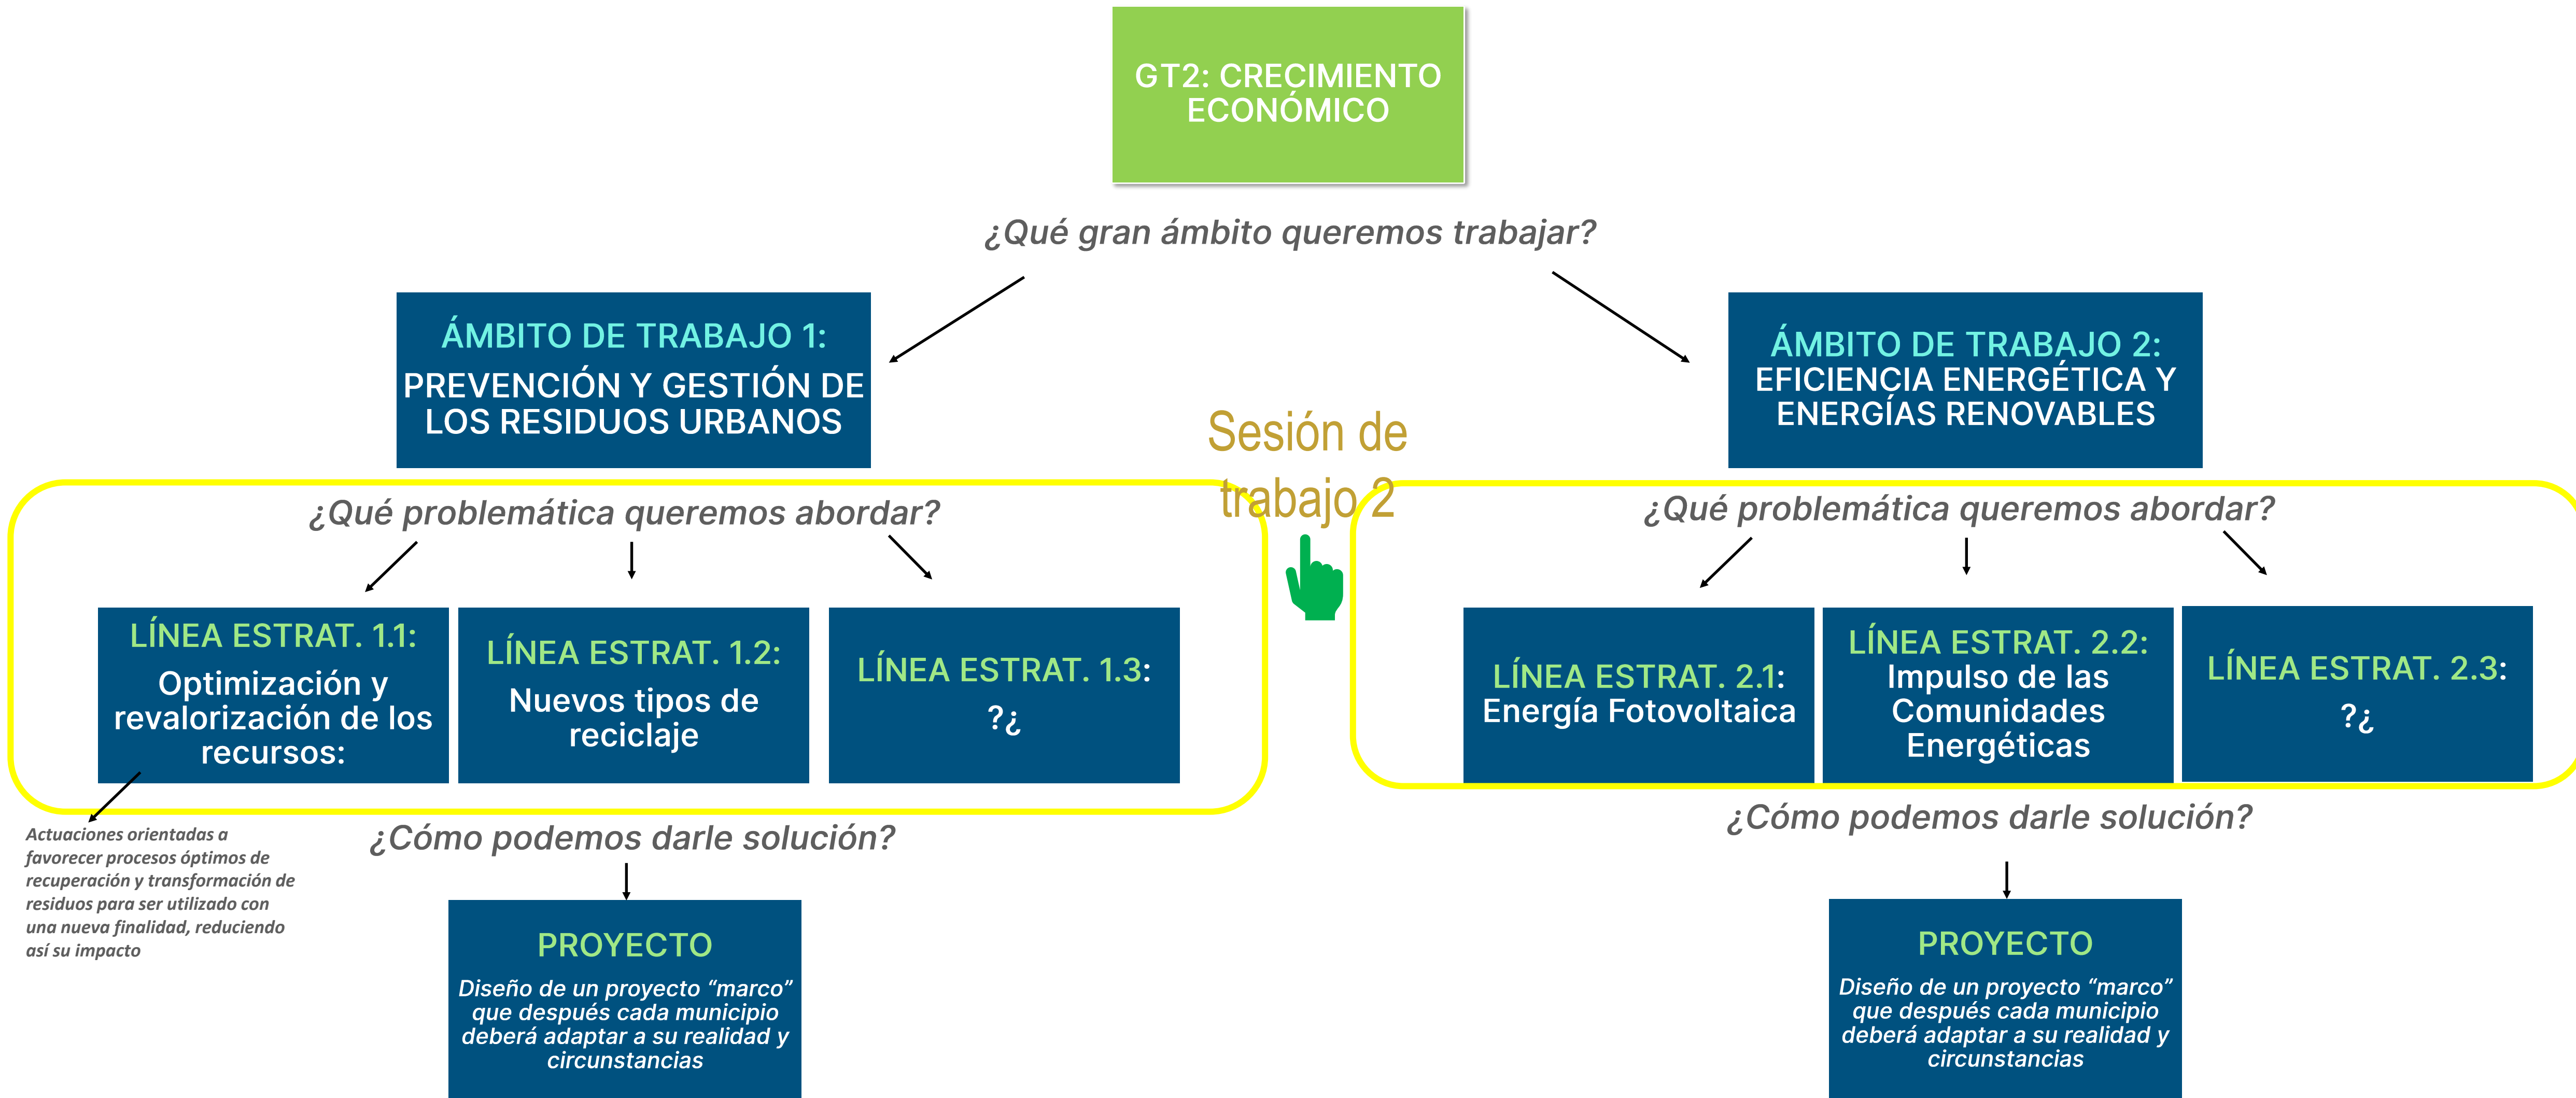 GT2: CRECIMIENTO
ECONÓMICO
¿Qué gran ámbito queremos trabajar?
ÁMBITO DE TRABAJO 1:
PREVENCIÓN Y GESTIÓN DE
LOS RESIDUOS URBANOS
ÁMBITO DE TRABAJO 2:
EFICIENCIA ENERGÉTICA Y
ENERGÍAS RENOVABLES
Sesión de
trabajo 2
¿Qué problemática queremos abordar?
LÍNEA ESTRAT. 1.1:
Optimización y
revalorización de los
recursos:
LÍNEA ESTRAT. 1.2:
Nuevos tipos de
reciclaje
LÍNEA ESTRAT. 1.3:
?¿
Actuaciones orientadas a
favorecer procesos óptimos de
recuperación y transformación de
residuos para ser utilizado con
una nueva finalidad, reduciendo
así su impacto
¿Cómo podemos darle solución?
PROYECTO
Diseño de un proyecto “marco”
que después cada municipio
deberá adaptar a su realidad y
circunstancias
¿Qué problemática queremos abordar?
LÍNEA ESTRAT. 2.1:
Energía Fotovoltaica
LÍNEA ESTRAT. 2.2:
Impulso de las
Comunidades
Energéticas
LÍNEA ESTRAT. 2.3:
?¿
¿Cómo podemos darle solución?
PROYECTO
Diseño de un proyecto “marco”
que después cada municipio
deberá adaptar a su realidad y
circunstancias